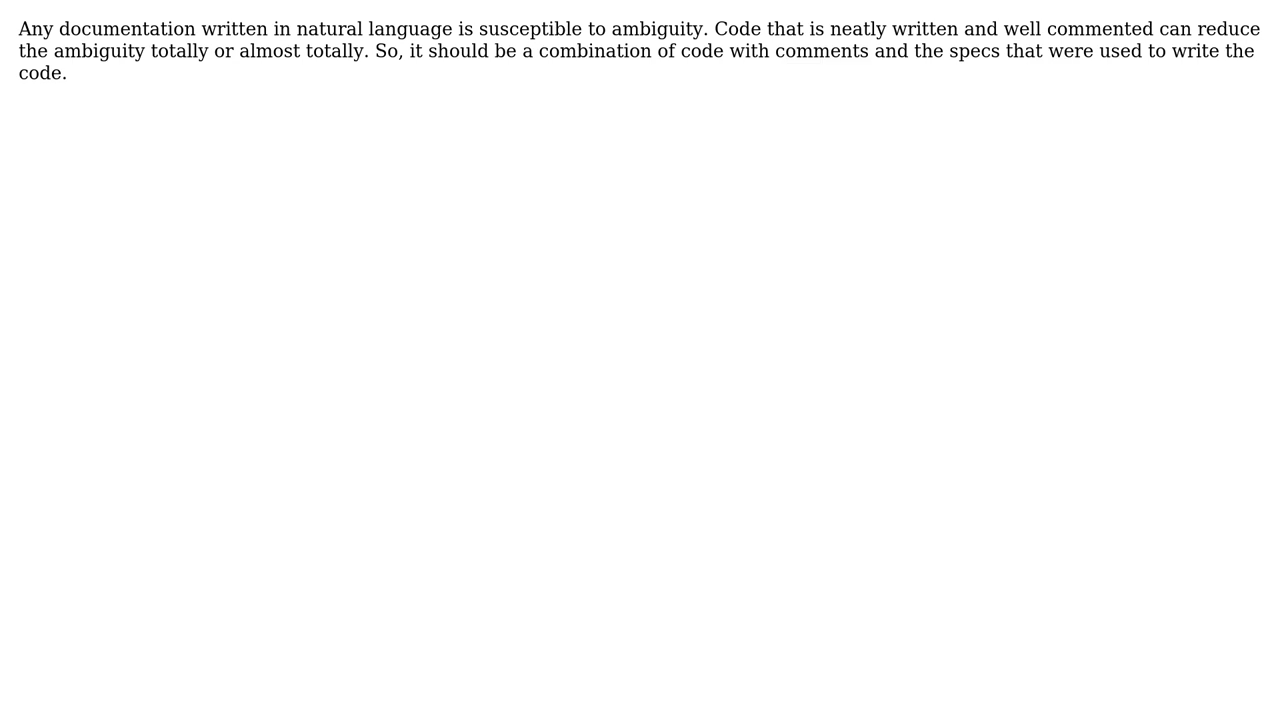 Any documentation written in natural language is susceptible to ambiguity. Code that is neatly written and well commented can reduce
the ambiguity totally or almost totally. So, it should be a combination of code with comments and the specs that were used to write the
code.